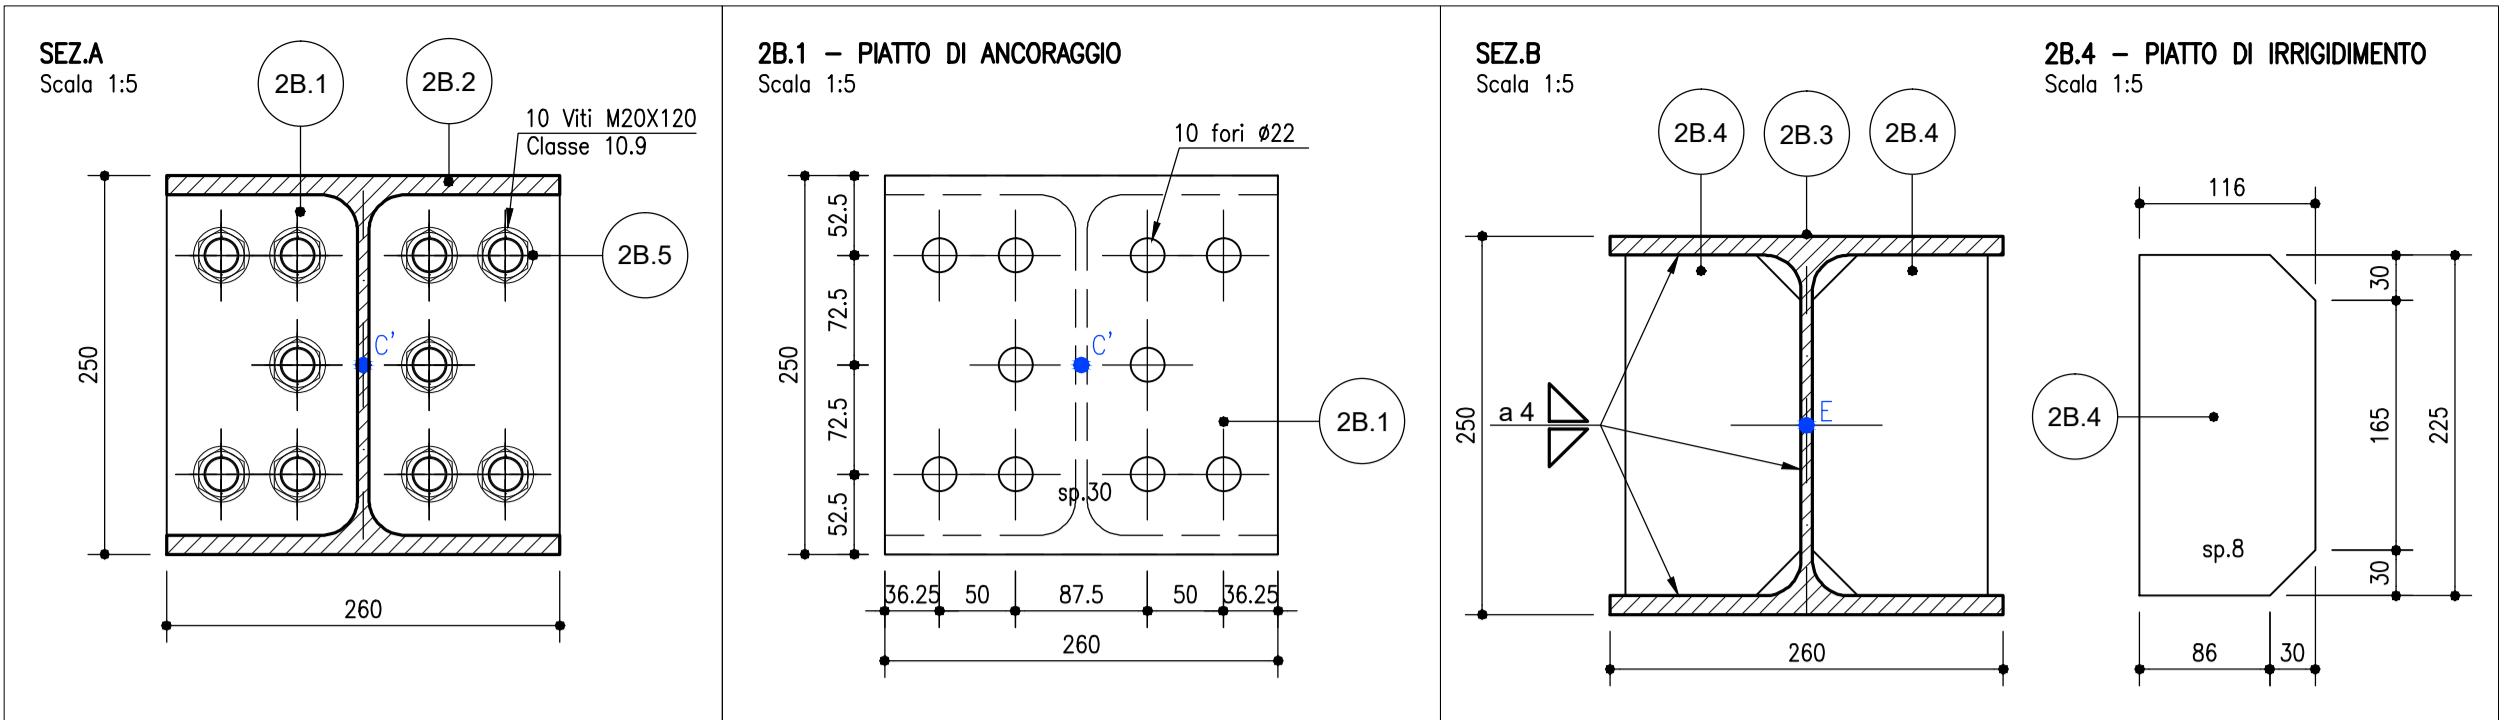 SEZ.A
Scala 1:5
2B.1
2B.2
10 Viti M20X120
Classe 10.9
2B.5
C'
250
260
2B.1 - PIATTO DI ANCORAGGIO
Scala 1:5
10 fori ø22
52.5
72.5
72.5
52.5
250
C'
2B.1
sp.30
36.25
50
87.5
50
36.25
260
SEZ.B
Scala 1:5
2B.4
2B.3
2B.4
a 4
E
250
260
2B.4 - PIATTO DI IRRIGIDIMENTO
Scala 1:5
116
2B.4
30
165
225
30
sp.8
86
30